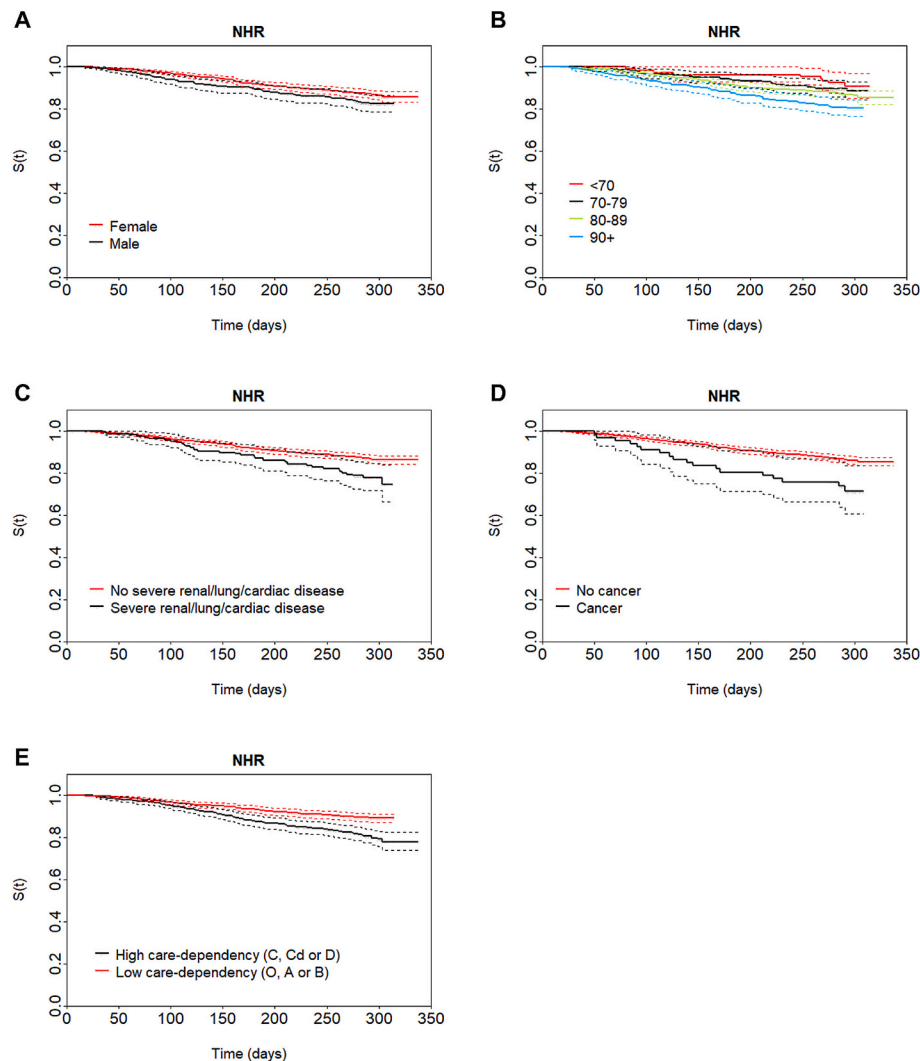 A
NHR
S(t)
1.0
0.8
0.6
0.4
0.2
0.0
Female
Male
0 50 100 150 200 250 300 350
Time (days)
B
NHR
S(t)
1.0
0.8
0.6
0.4
0.2
0.0
<70
70-79
80-89
90+
0 50 100 150 200 250 300 350
Time (days)
C
NHR
S(t)
1.0
0.8
0.6
0.4
0.2
0.0
No severe renal/lung/cardiac disease
Severe renal/lung/cardiac disease
0 50 100 150 200 250 300 350
Time (days)
D
NHR
S(t)
1.0
0.8
0.6
0.4
0.2
0.0
No cancer
Cancer
0 50 100 150 200 250 300 350
Time (days)
E
NHR
S(t)
1.0
0.8
0.6
0.4
0.2
0.0
High care-dependency (C, Cd or D)
Low care-dependency (O, A or B)
0 50 100 150 200 250 300 350
Time (days)